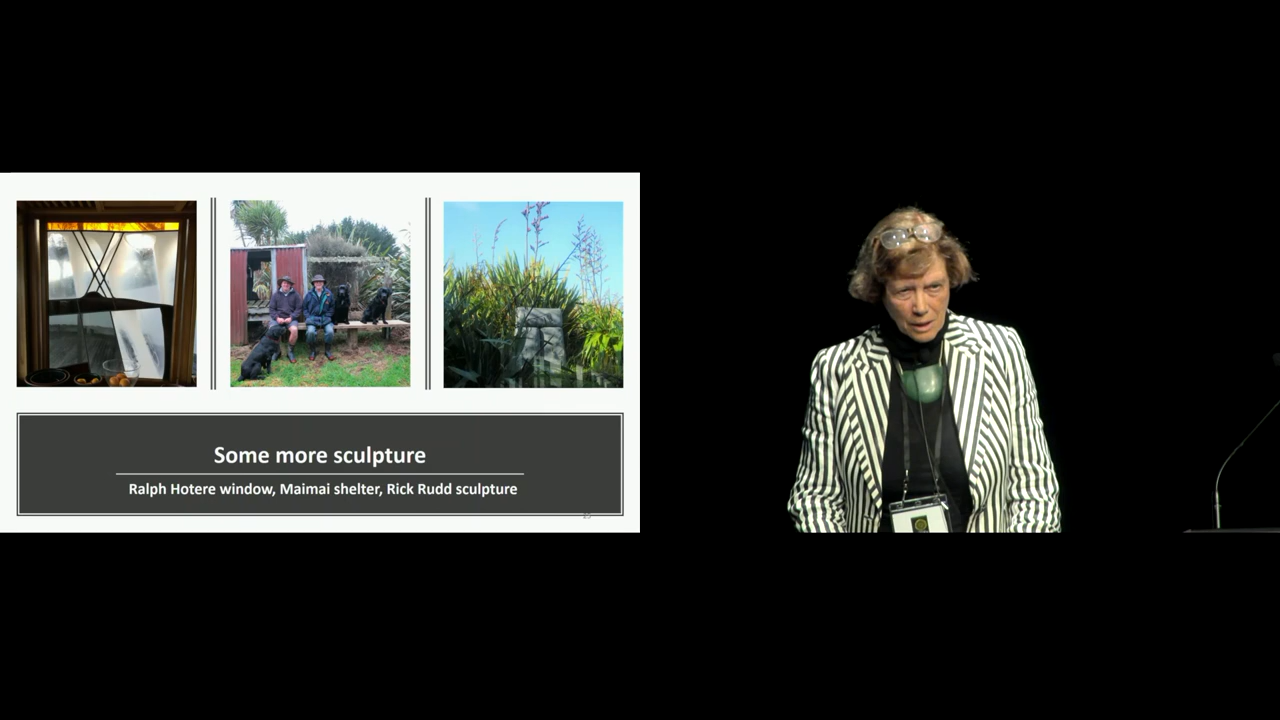 Some more sculpture
Ralph Hotere window, Maimai shelter, Rick Rudd sculpture